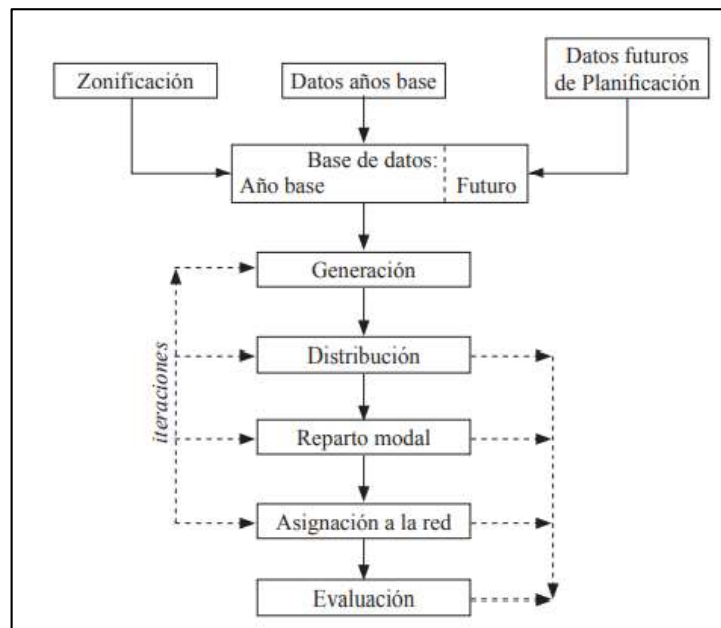 Zonificación
Datos años base
Datos futuros
de Planificación
Base de datos:
Año base
Futuro
Generación
Distribución
iteraciones
Reparto modal
Asignación a la red
Evaluación